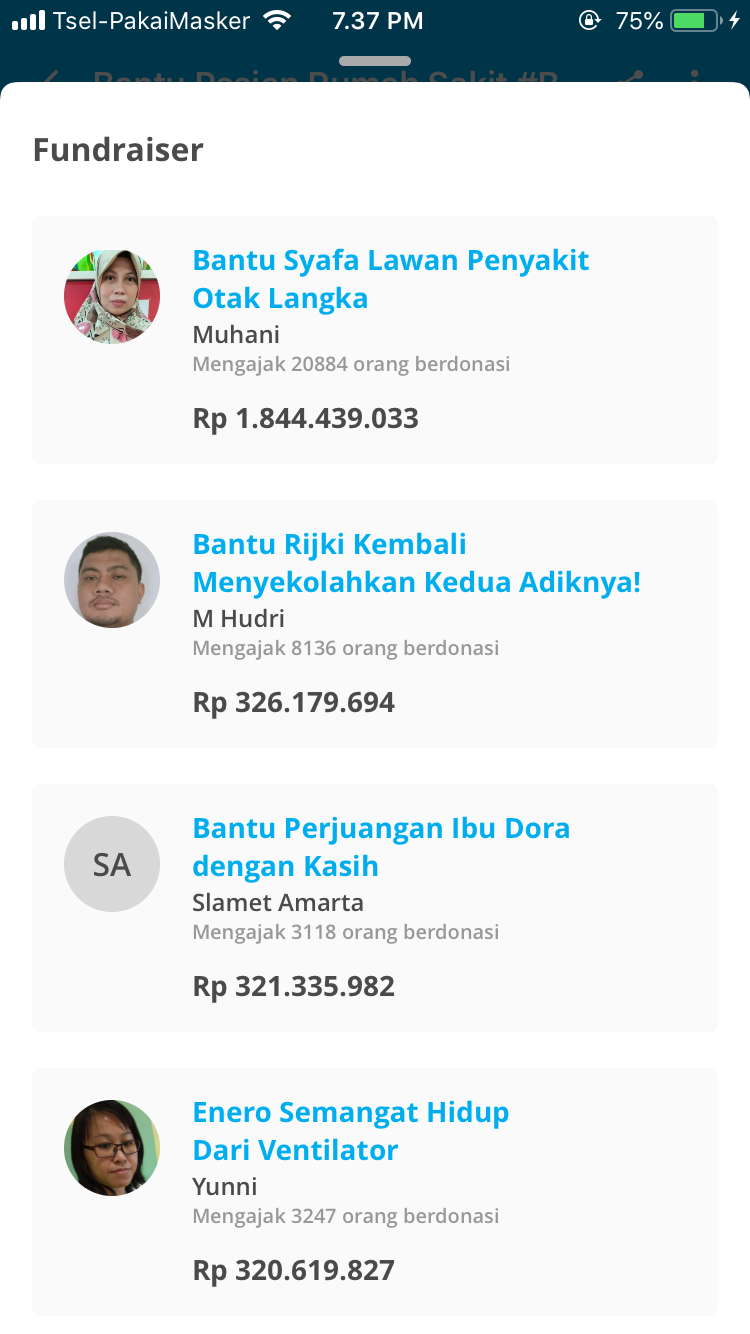 Tsel-PakaiMasker 7.37 PM 75%
Bantu Pasien Rumah Sakit #B
Fundraiser
Bantu Syafa Lawan Penyakit
Otak Langka
Muhani
Mengajak 20884 orang berdonasi
Rp 1.844.439.033
Bantu Rijki Kembali
Menyekolahkan Kedua Adiknya!
M Hudri
Mengajak 8136 orang berdonasi
Rp 326.179.694
SA
Bantu Perjuangan Ibu Dora
dengan Kasih
Slamet Amarta
Mengajak 3118 orang berdonasi
Rp 321.335.982
Enero Semangat Hidup
Dari Ventilator
Yunni
Mengajak 3247 orang berdonasi
Rp 320.619.827